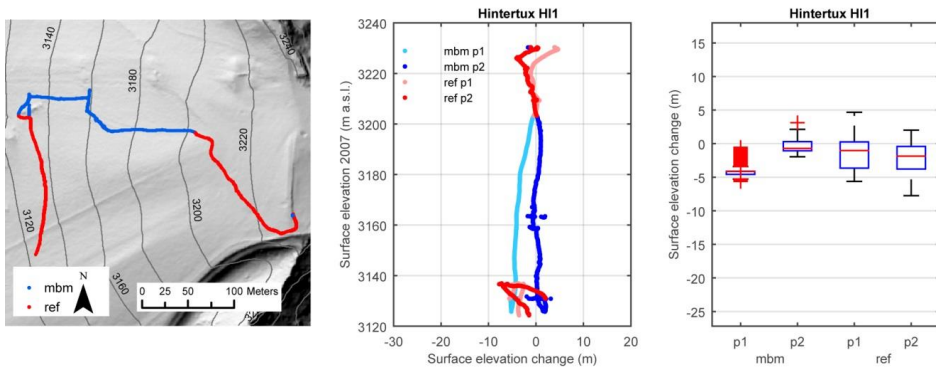 3140
3180
3240
3220
3200
3120
3160
N
mbm
ref
0 25 50 100 Meters
Hintertux HI1
3240
3220
3200
3180
3160
3140
3120
mbm p1
mbm p2
ref p1
ref p2
-30 -20 -10 0 10 20
Surface elevation 2007 (m a.s.l.)
Surface elevation change (m)
Hintertux HI1
15
10
5
0
-5
-10
-15
-20
-25
Surface elevation change (m)
p1 p2 p1 p2
mbm ref